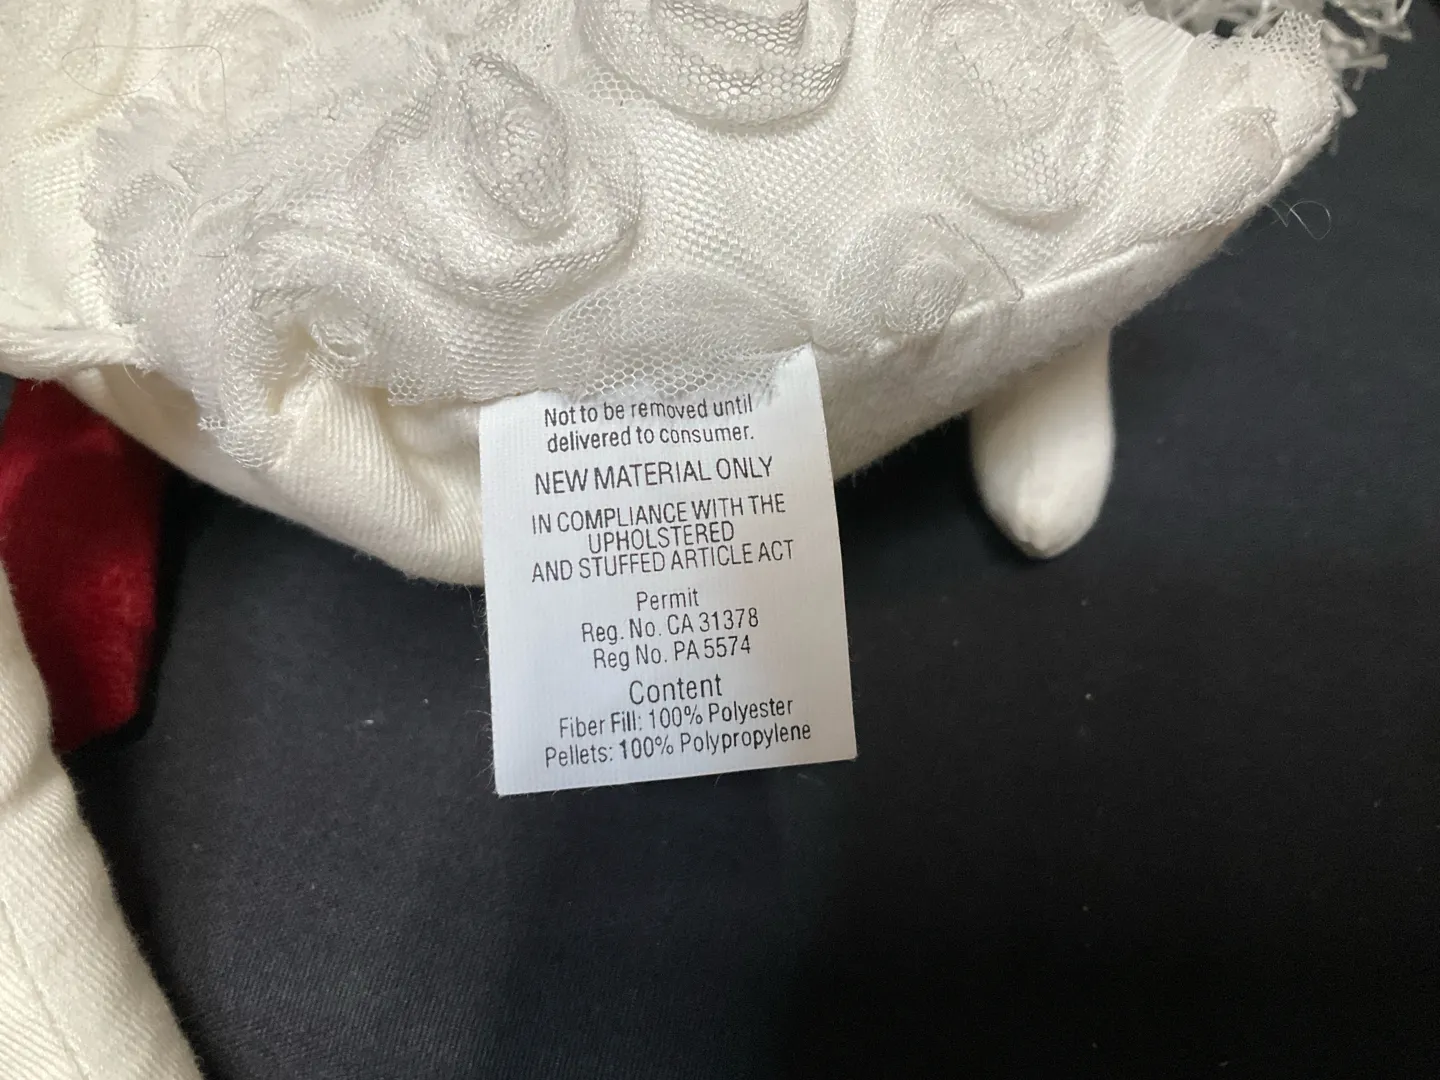 Not to be removed until
delivered to consumer.
NEW MATERIAL ONLY
IN COMPLIANCE WITH THE
UPHOLSTERED
AND STUFFED ARTICLE ACT
Permit
Reg. No. CA 31378
Reg No. PA 5574
Content
Fiber Fill: 100% Polyester
Pellets: 100% Polypropylene